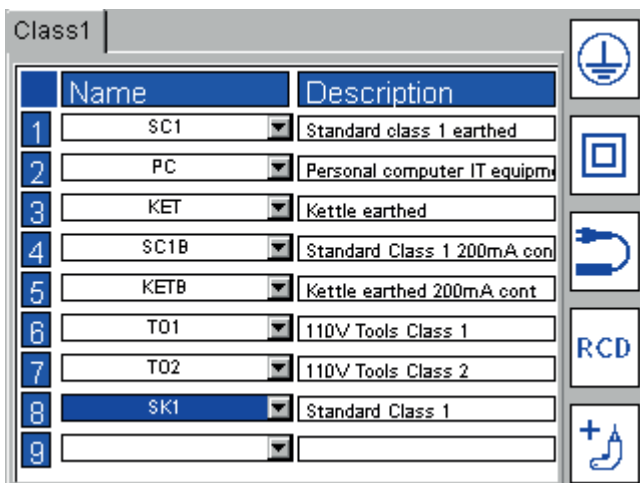 Class1
Name Description
1 SC1 Standard class 1 earthed
2 PC Personal computer IT
3 KET Kettle earthed
4 SC1B Standard Class 1 200mA con
5 KETB Kettle earthed 200mA cont
6 TO1 110V Tools Class 1
7 TO2 110V Tools Class 2
8 SK1 Standard Class 1
9
RCD